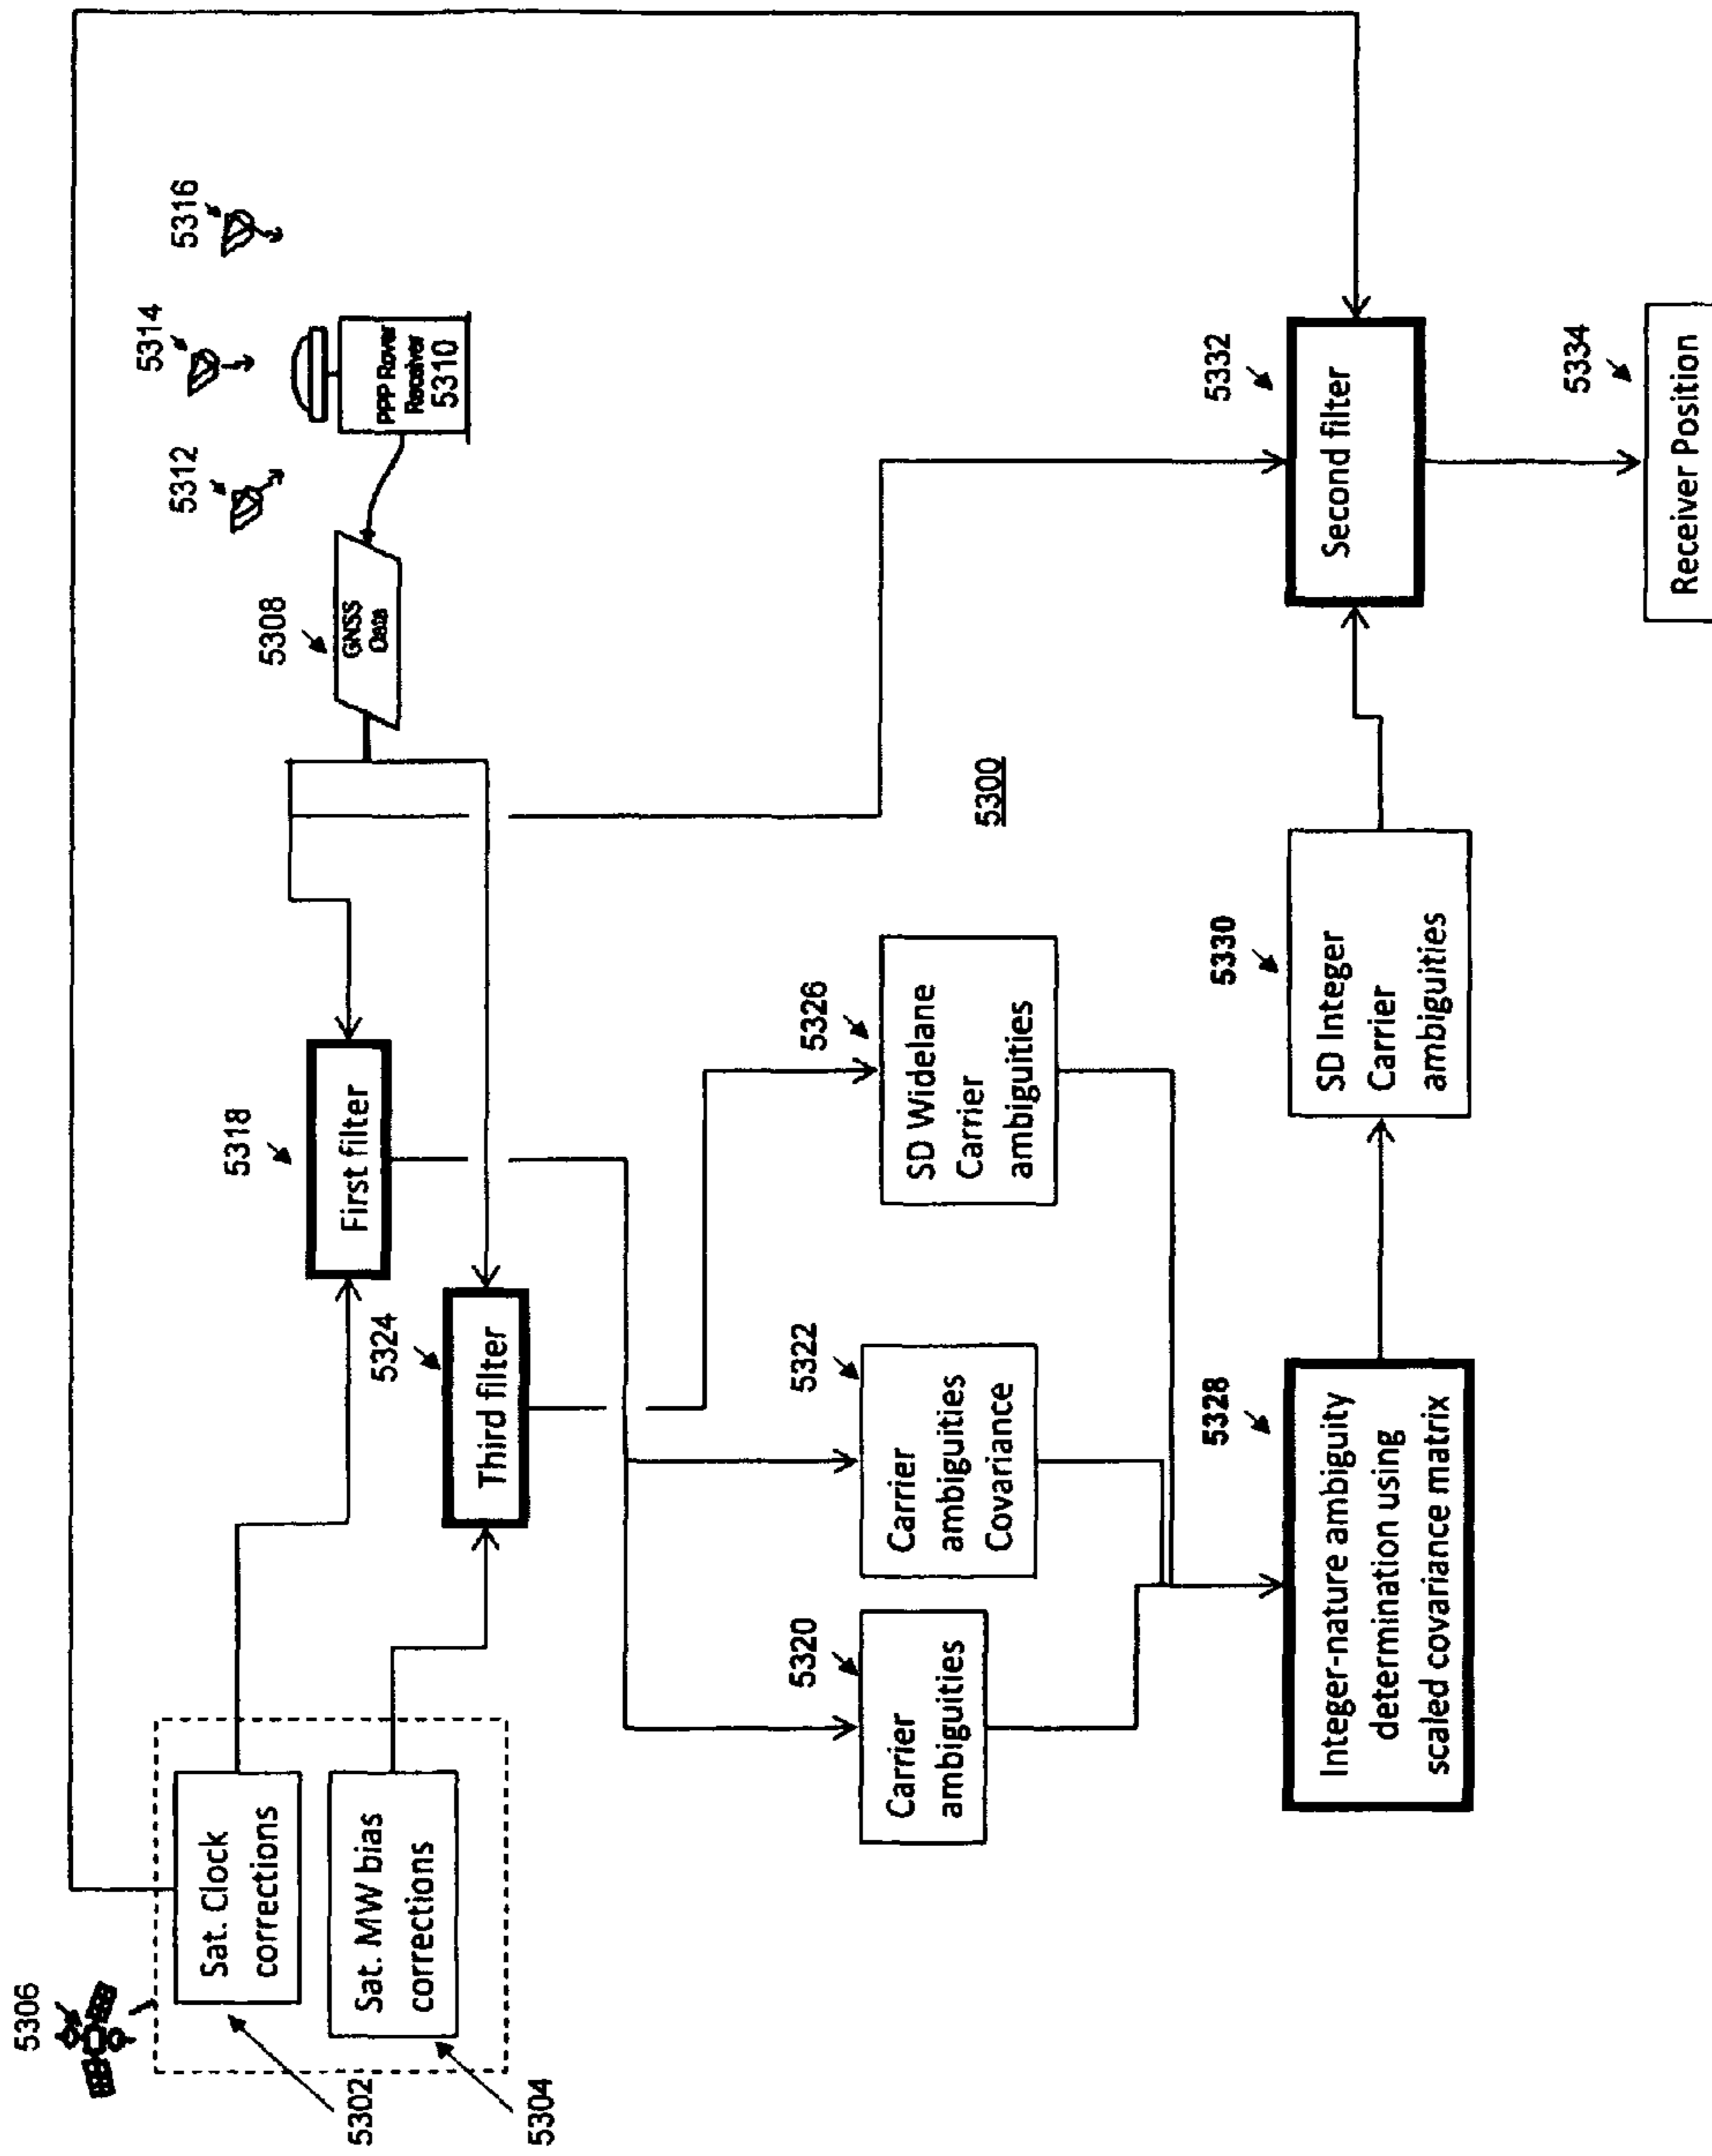 5306
5302
5304
Sat. Clock
corrections
Sat. MW bias
corrections
5318
First filter
5324
Third filter
5308
GNSS
Data
5312
5314
5316
PPP Rover
Receiver
5310
5300
5320
Carrier
ambiguities
5322
Carrier
ambiguities
Covariance
5326
SD Widelane
Carrier
ambiguities
5328
Integer-nature ambiguity
determination using
scaled covariance matrix
5330
SD Integer
Carrier
ambiguities
5332
Second filter
5334
Receiver Position